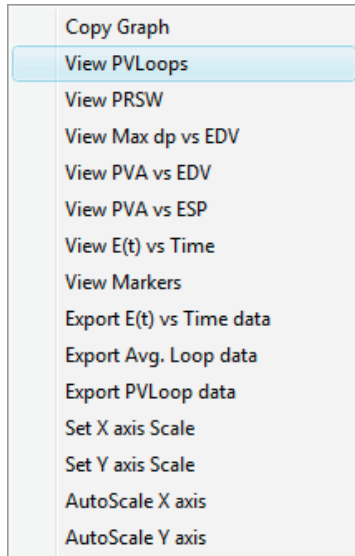 Copy Graph
View PVLoops
View PRSW
View Max dp vs EDV
View PVA vs EDV
View PVA vs ESP
View E(t) vs Time
View Markers
Export E(t) vs Time data
Export Avg. Loop data
Export PVLoop data
Set X axis Scale
Set Y axis Scale
AutoScale X axis
AutoScale Y axis